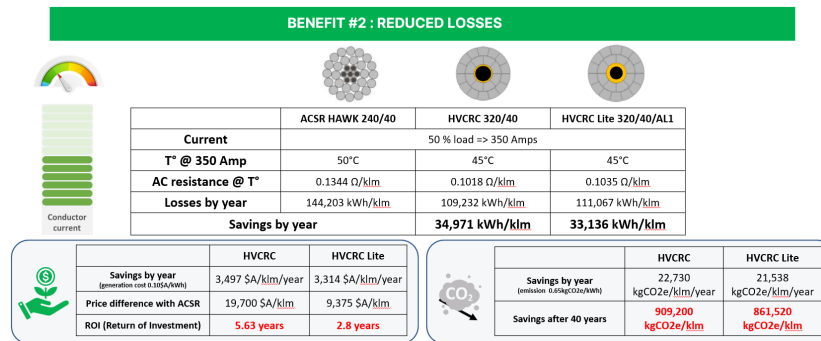 BENEFIT #2 : REDUCED LOSSES
ACSR HAWK 240/40 HVCRC 320/40 HVCRC Lite 320/40/AL1
Current 50 % load => 350 Amps
T° @ 350 Amp 50°C 45°C 45°C
AC resistance @ T° 0.1344 Ω/klm 0.1018 Ω/klm 0.1035 Ω/klm
Losses by year 144,203 kWh/klm 109,232 kWh/klm 111,067 kWh/klm
Savings by year 34,971 kWh/klm 33,136 kWh/klm
Conductor
current
HVCRC HVCRC Lite
Savings by year
(generation cost 0.10$A/kWh)
3,497 $A/klm/year 3,314 $A/klm/year
Price difference with ACSR 19,700 $A/klm 9,375 $A/klm
ROI (Return of Investment) 5.63 years 2.8 years
CO2
HVCRC HVCRC Lite
Savings by year
(emission 0.65kgCO2e/kWh)
22,730
kgCO2e/klm/year
21,538
kgCO2e/klm/year
Savings after 40 years
909,200
kgCO2e/klm
861,520
kgCO2e/klm